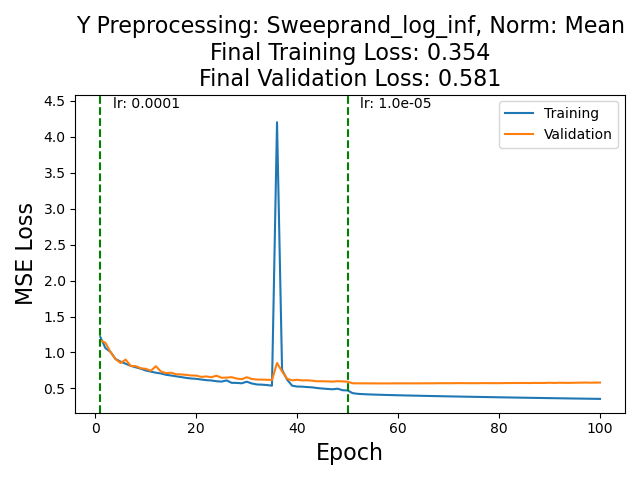 Y Preprocessing: Sweeprand_log_inf, Norm: Mean
Final Training Loss: 0.354
Final Validation Loss: 0.581
lr: 0.0001
lr: 1.0e-05
Training
Validation
4.5
4.0
3.5
3.0
2.5
2.0
1.5
1.0
0.5
MSE Loss
0
20
40
60
80
100
Epoch